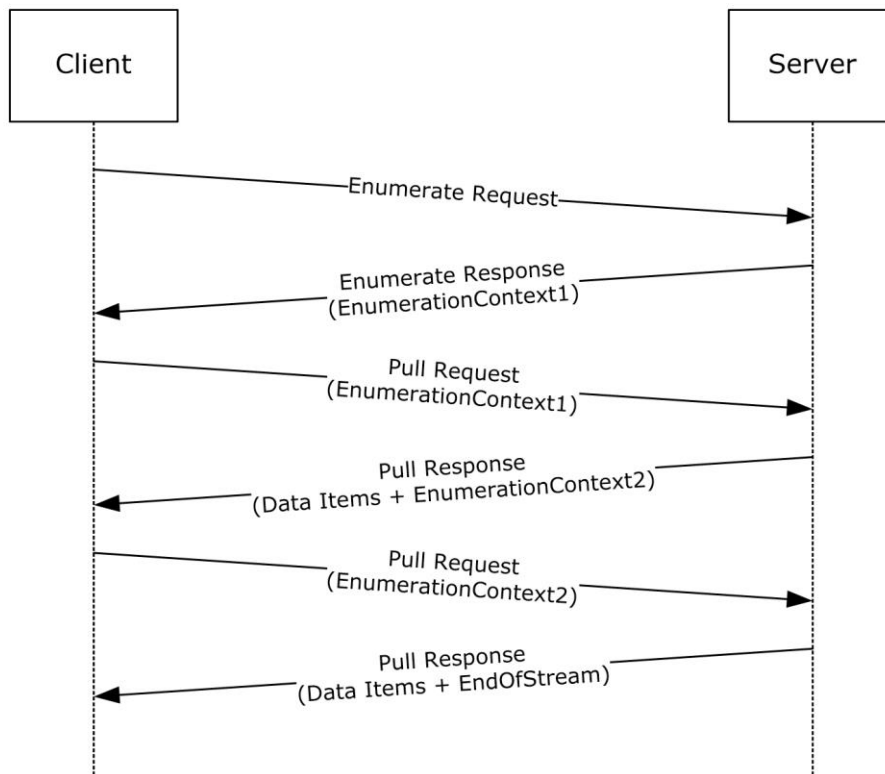 Client
Server
Enumerate Request
Enumerate Response
(EnumerationContext1)
Pull Request
(EnumerationContext1)
Pull Response
(Data Items + EnumerationContext2)
Pull Request
(EnumerationContext2)
Pull Response
(Data Items + EndOfStream)